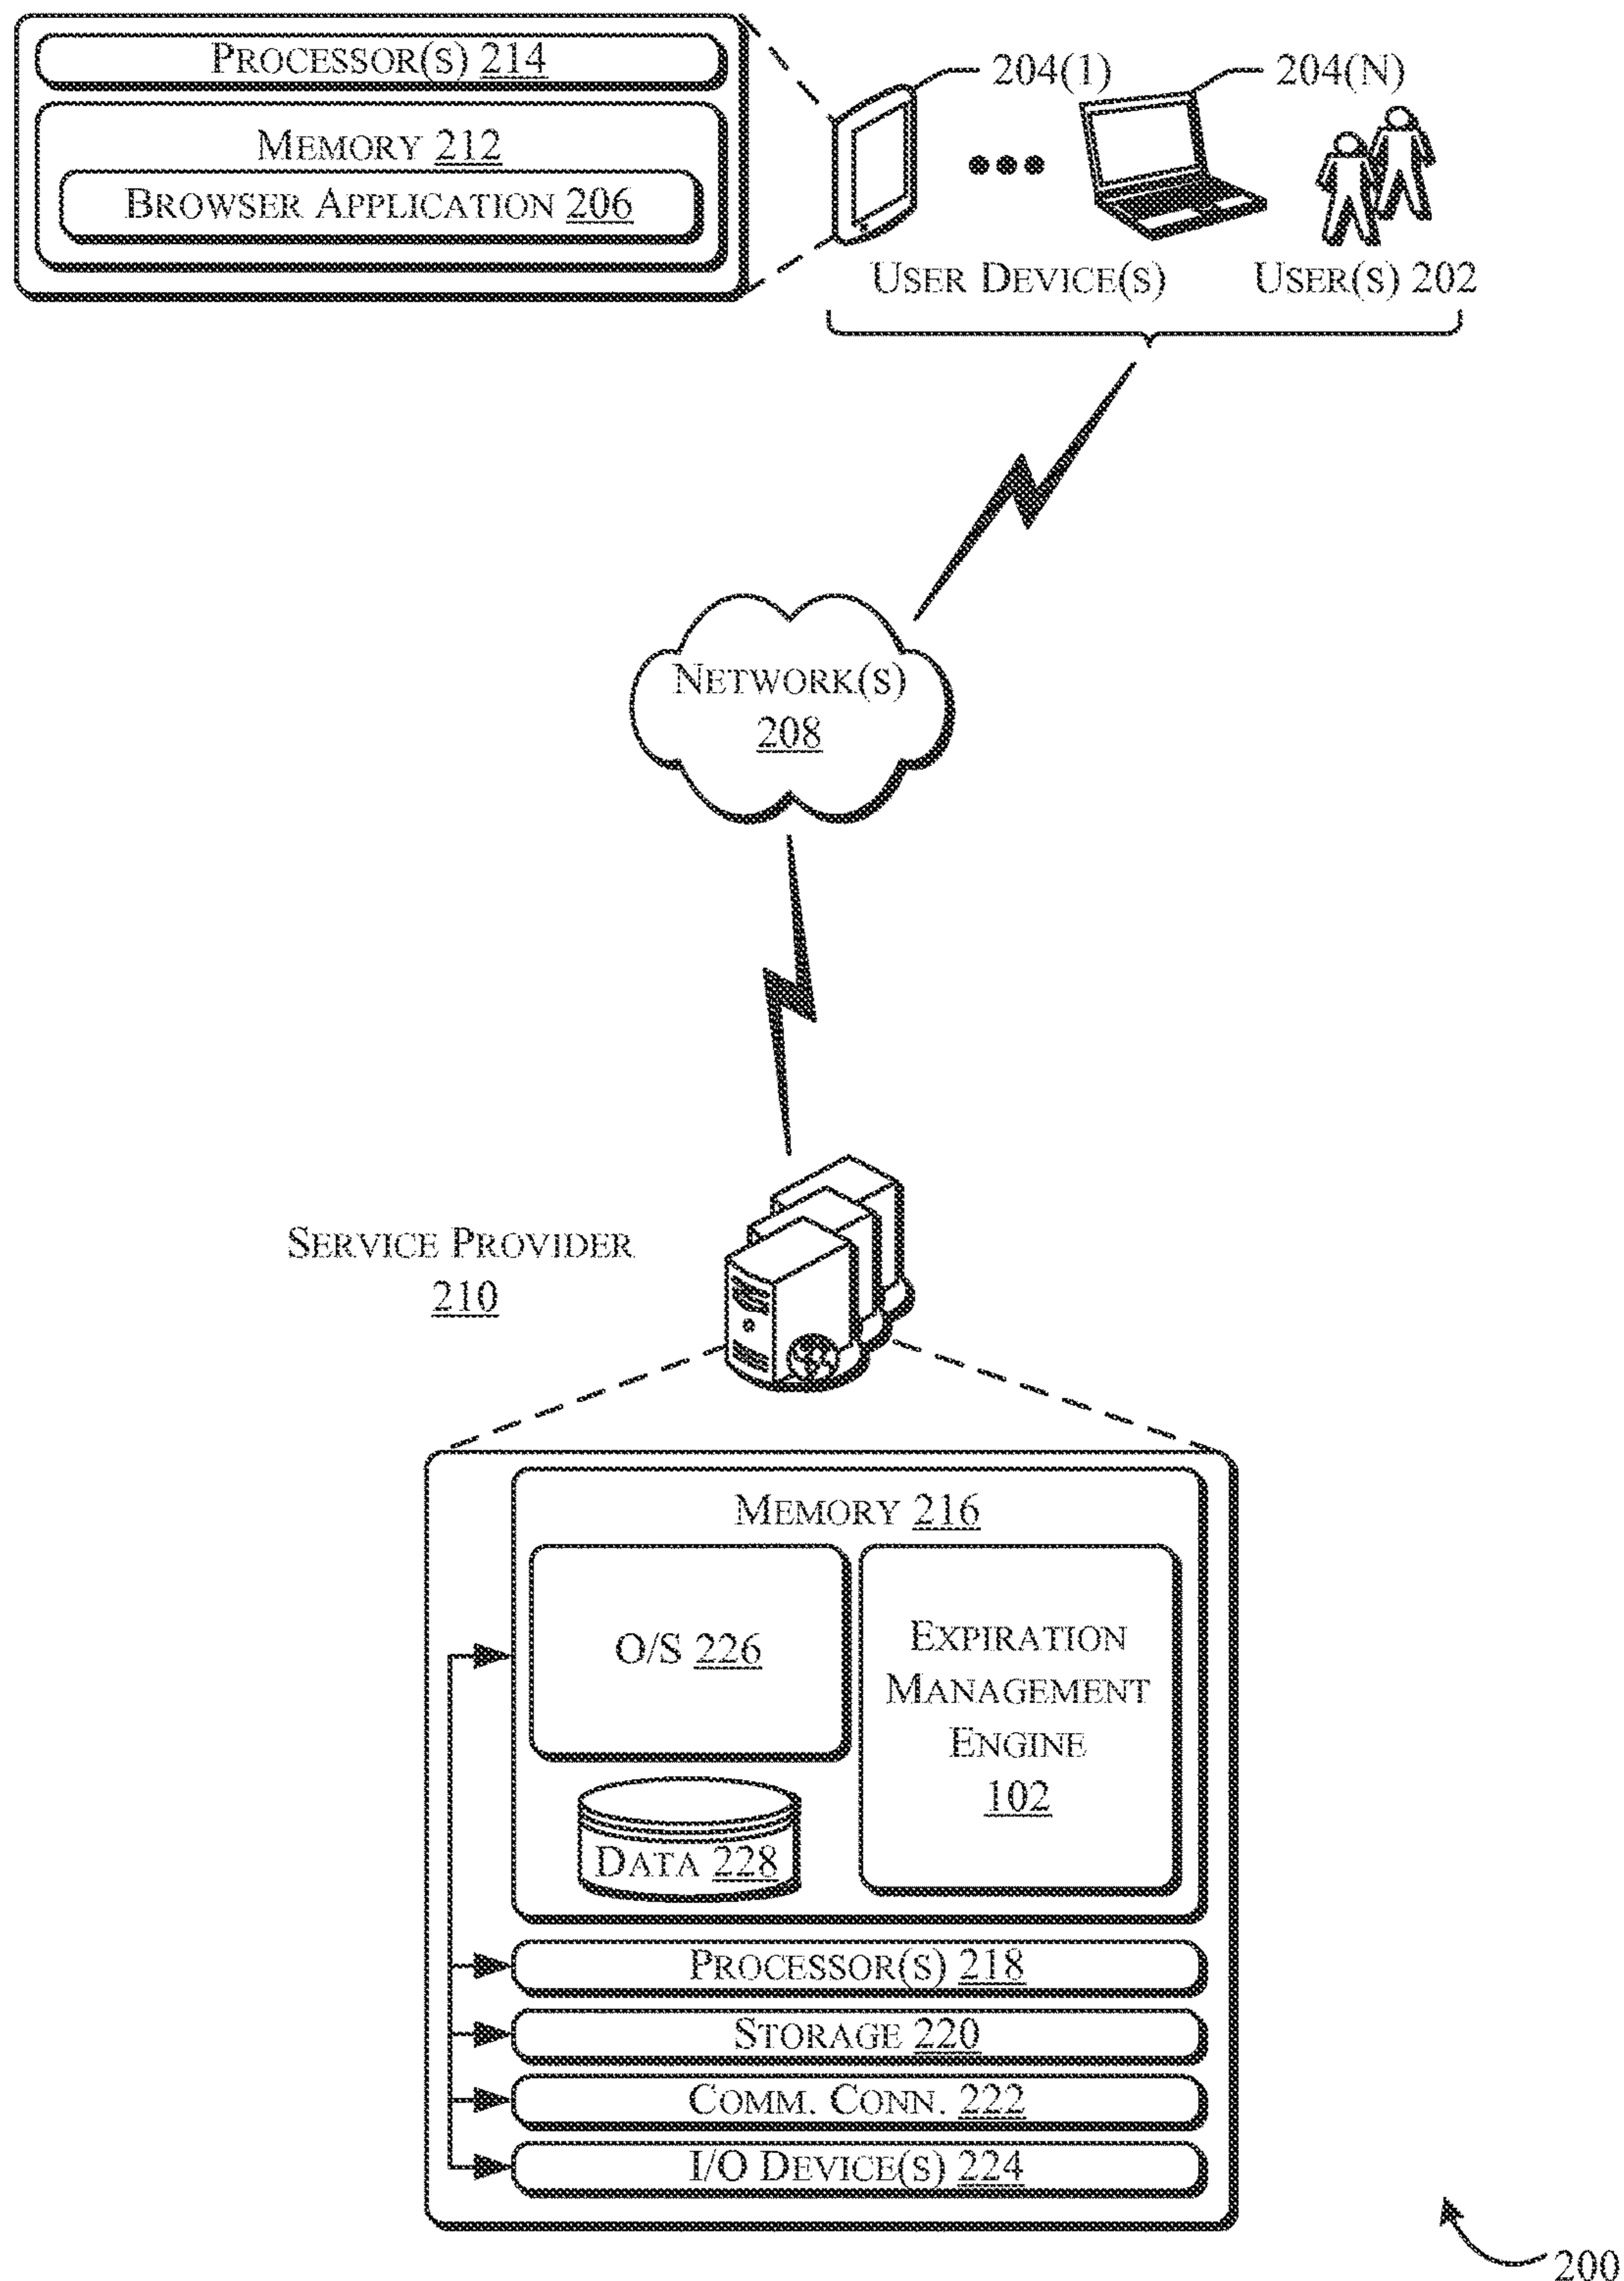 PROCESSOR(S) 214
MEMORY 212
BROWSER APPLICATION 206
204(1)
204(N)
USER DEVICE(S)
USER(S) 202
NETWORK(S)
208
SERVICE PROVIDER
210
MEMORY 216
O/S 226
EXPIRATION
MANAGEMENT
ENGINE
102
DATA 228
PROCESSOR(S) 218
STORAGE 220
COMM. CONN. 222
I/O DEVICE(S) 224
200